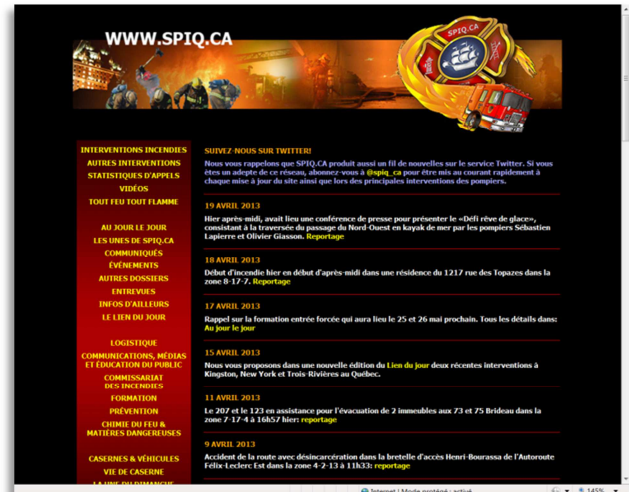 WWW.SPIQ.CA
SPIQ.CA
INTERVENTIONS INCENDIES
AUTRES INTERVENTIONS
STATISTIQUES D'APPELS
VIDÉOS
TOUT FEU TOUT FLAMME
AU JOUR LE JOUR
LES UNES DE SPIQ.CA
COMMUNIQUÉS
ÉVÉNEMENTS
AUTRES DOSSIERS
ENTREVUES
INFOS D'AILLEURS
LE LIEN DU JOUR
LOGISTIQUE
COMMUNICATIONS, MÉDIAS
ET ÉDUCATION DU PUBLIC
COMMISSARIAT
DES INCENDIES
FORMATION
PRÉVENTION
CHIMIE DU FEU &
MATIÈRES DANGEREUSES
CASERNES & VÉHICULES
VIE DE CASERNE
LA UNE DU DIMANCHE
SUIVEZ-NOUS SUR TWITTER!
Nous vous rappelons que SPIQ.CA produit aussi un fil de nouvelles sur le service Twitter. Si vous
êtes un adepte de ce réseau, abonnez-vous à @spiq_ca pour être mis au courant rapidement à
chaque mise à jour du site ainsi que lors des principales interventions des pompiers.
19 AVRIL 2013
Hier après-midi, avait lieu une conférence de presse pour présenter le «Défi rêve de glace»,
consistant à la traversée du passage du Nord-Ouest en kayak de mer par les pompiers Sébastien
Lapierre et Olivier Giasson. Reportage
18 AVRIL 2013
Début d'incendie hier en début d'après-midi dans une résidence du 1217 rue des Topazes dans la
zone 8-17-7. Reportage
17 AVRIL 2013
Rappel sur la formation entrée forcée qui aura lieu le 25 et 26 mai prochain. Tous les détails dans:
Au jour le jour
15 AVRIL 2013
Nous vous proposons dans une nouvelle édition du Lien du jour deux récentes interventions à
Kingston, New York et Trois-Rivières au Québec.
11 AVRIL 2013
Le 207 et le 123 en assistance pour l'évacuation de 2 immeubles aux 73 et 75 Brideau dans la
zone 7-17-4 à 16h57 hier: reportage
9 AVRIL 2013
Accident de la route avec désincarcération dans la bretelle d'accès Henri-Bourassa de l'Autoroute
Félix-Leclerc Est dans la zone 4-2-13 à 11h33: reportage
Internet | Mode protégé : activé
145%